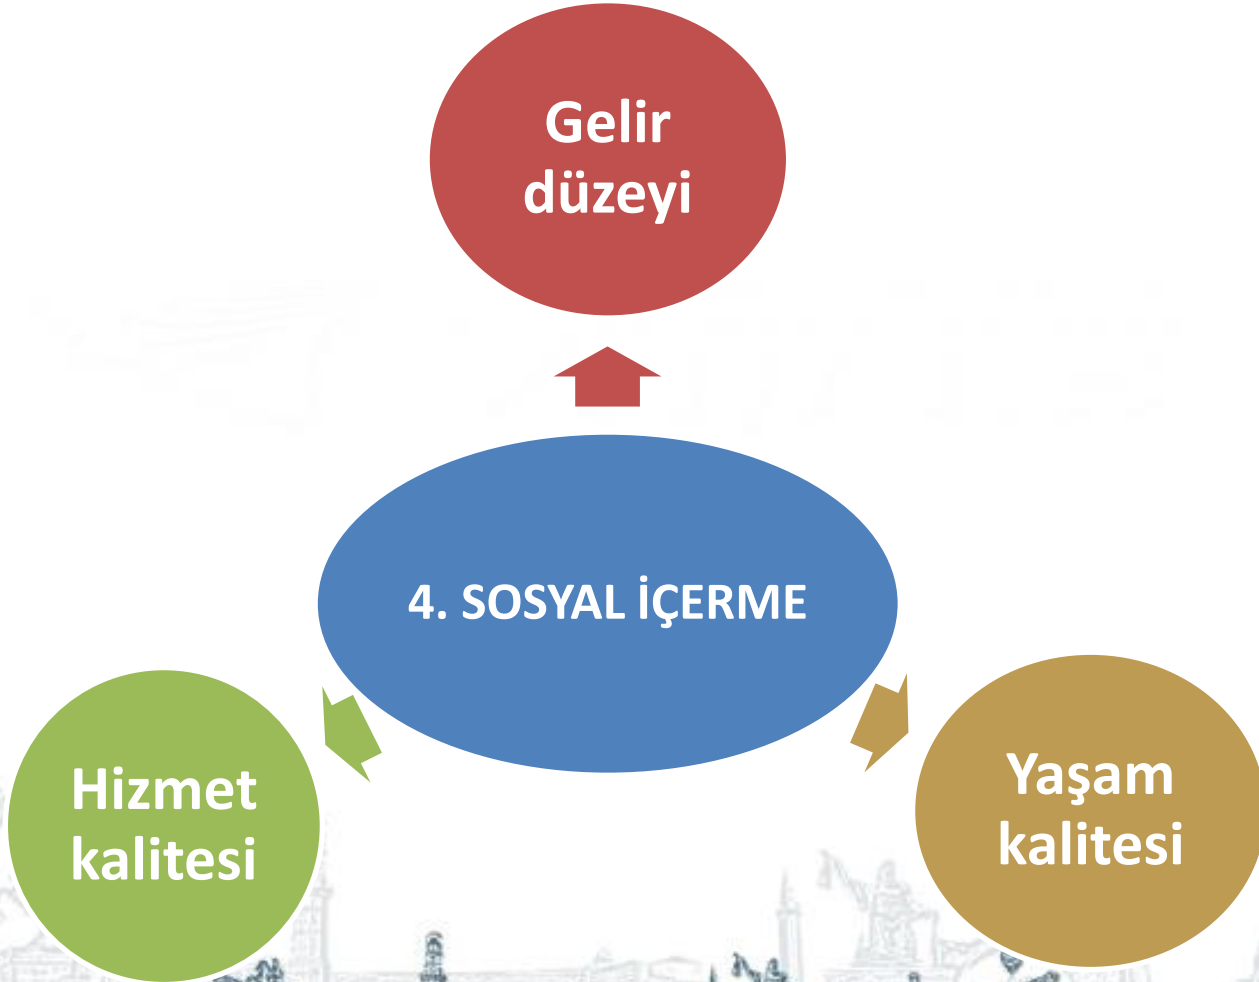 Gelir
düzeyi
4. SOSYAL İÇERME
Hizmet
kalitesi
Yaşam
kalitesi